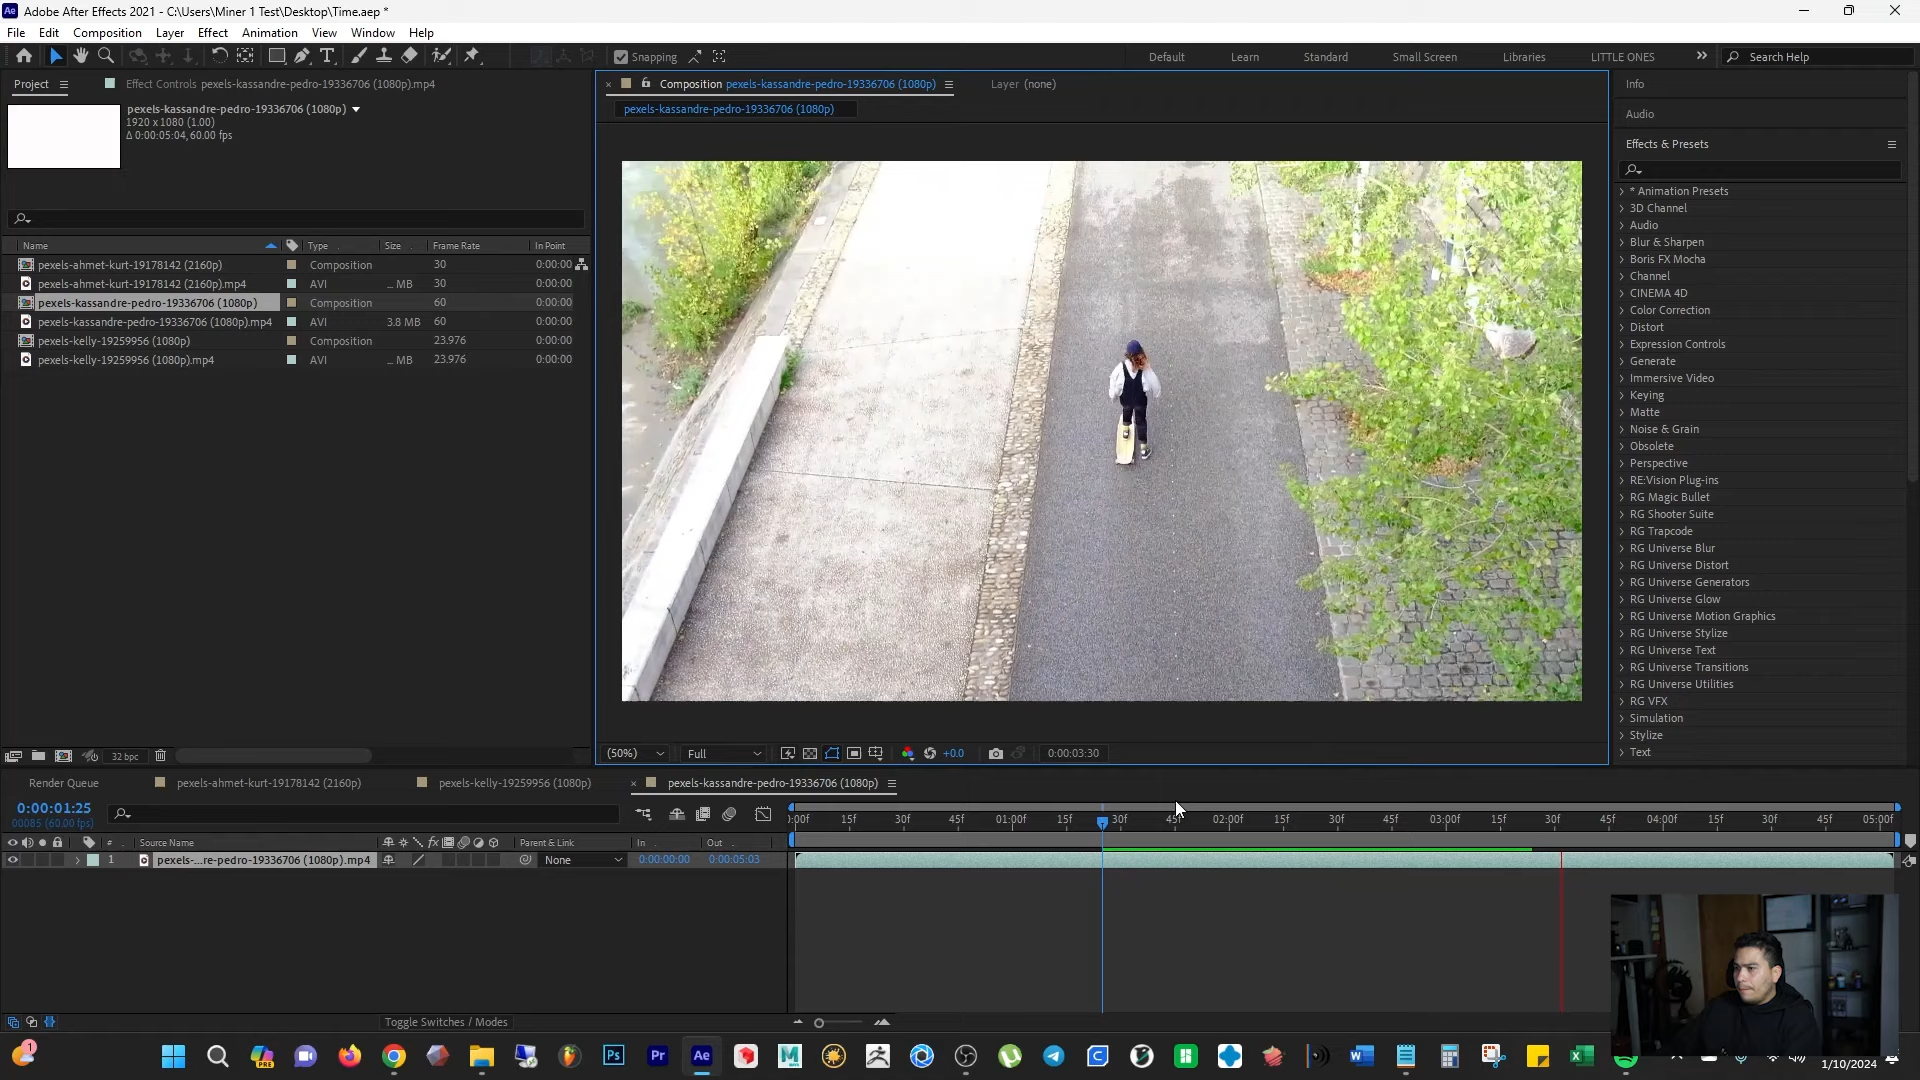 Adobe After Effects 2021 - C:\Users\Miner 1 Test\Desktop\Time.aep *
File Edit Composition Layer Effect Animation View Window Help
Snapping
Default Learn Standard Small Screen Libraries LITTLE ONES Search Help
Project
Effect Controls pexels-kassandre-pedro-19336706 (1080p).mp4
pexels-kassandre-pedro-19336706 (1080p)
1920 x 1080 (1.00)
Δ 0:00:05:04, 60.00 fps
Name Type Size Frame Rate In Point
pexels-ahmet-kurt-19178142 (2160p) Composition 30 0:00:00
pexels-ahmet-kurt-19178142 (2160p).mp4 AVI ... MB 30 0:00:00
pexels-kassandre-pedro-19336706 (1080p) Composition 60 0:00:00
pexels-kassandre-pedro-19336706 (1080p).mp4 AVI 3.8 MB 60 0:00:00
pexels-kelly-19259956 (1080p) Composition 23.976 0:00:00
pexels-kelly-19259956 (1080p).mp4 AVI ... MB 23.976 0:00:00
32 bpc
Composition pexels-kassandre-pedro-19336706 (1080p)
Layer (none)
pexels-kassandre-pedro-19336706 (1080p)
(50%) Full +0.0 0:00:03:30
Info
Audio
Effects & Presets
* Animation Presets
3D Channel
Audio
Blur & Sharpen
Boris FX Mocha
Channel
CINEMA 4D
Color Correction
Distort
Expression Controls
Generate
Immersive Video
Keying
Matte
Noise & Grain
Obsolete
Perspective
RE:Vision Plug-ins
RG Magic Bullet
RG Shooter Suite
RG Trapcode
RG Universe Blur
RG Universe Distort
RG Universe Generators
RG Universe Glow
RG Universe Motion Graphics
RG Universe Stylize
RG Universe Text
RG Universe Transitions
RG Universe Utilities
RG VFX
Simulation
Stylize
Text
Render Queue pexels-ahmet-kurt-19178142 (2160p) pexels-kelly-19259956 (1080p) pexels-kassandre-pedro-19336706 (1080p)
0:00:01:25
00085 (60.00 fps)
:00f 15f 30f 45f 01:00f 15f 30f 45f 02:00f 15f 30f 45f 03:00f 15f 30f 45f 04:00f 15f 30f 45f 05:00f
# Source Name Parent & Link In Out
1 pexels-...re-pedro-19336706 (1080p).mp4 None 0:00:00:00 0:00:05:03
Toggle Switches / Modes
1 PRE Ps Pr Ae
1/10/2024